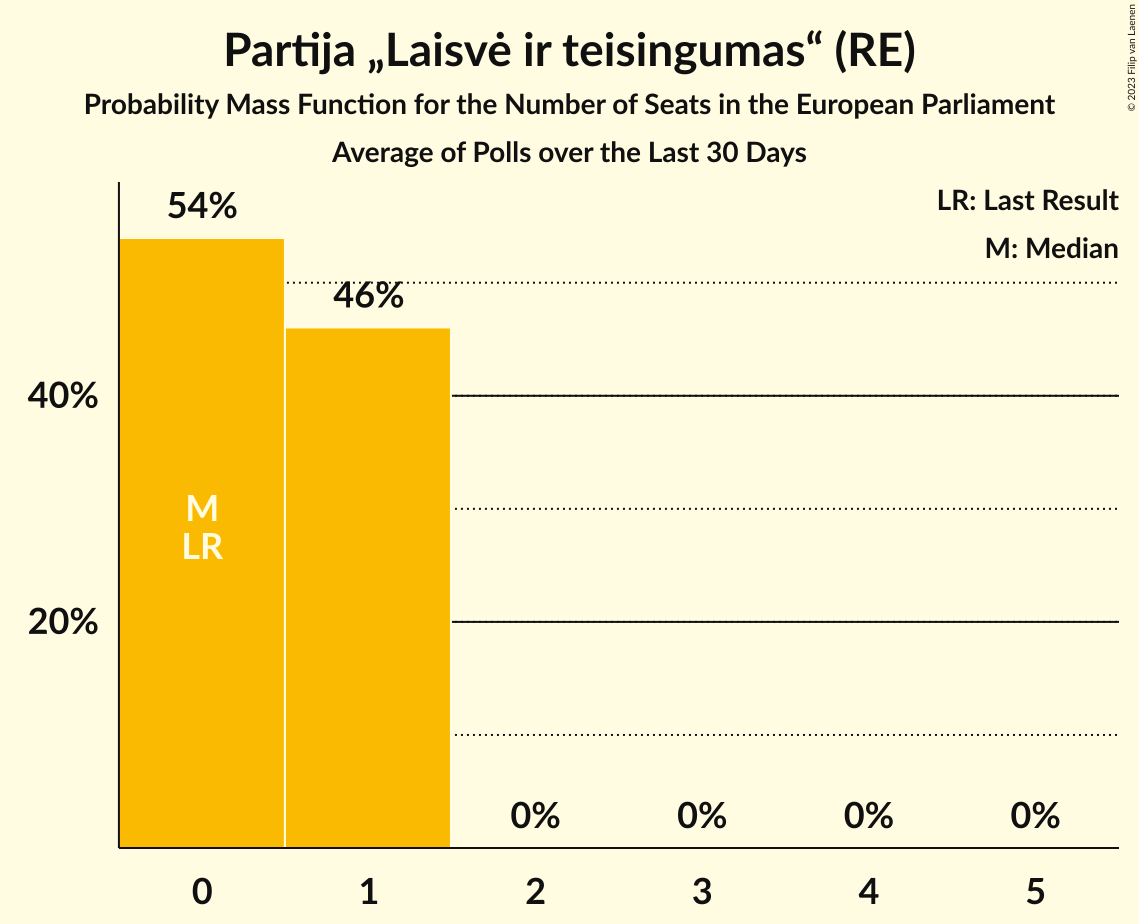 Partija „Laisvė ir teisingumas“ (RE)
Probability Mass Function for the Number of Seats in the European Parliament
Average of Polls over the Last 30 Days
© 2023 Filip van Laenen
LR: Last Result
M: Median
54%
46%
40%
20%
M
LR
0%
0%
0%
0%
0
1
2
3
4
5